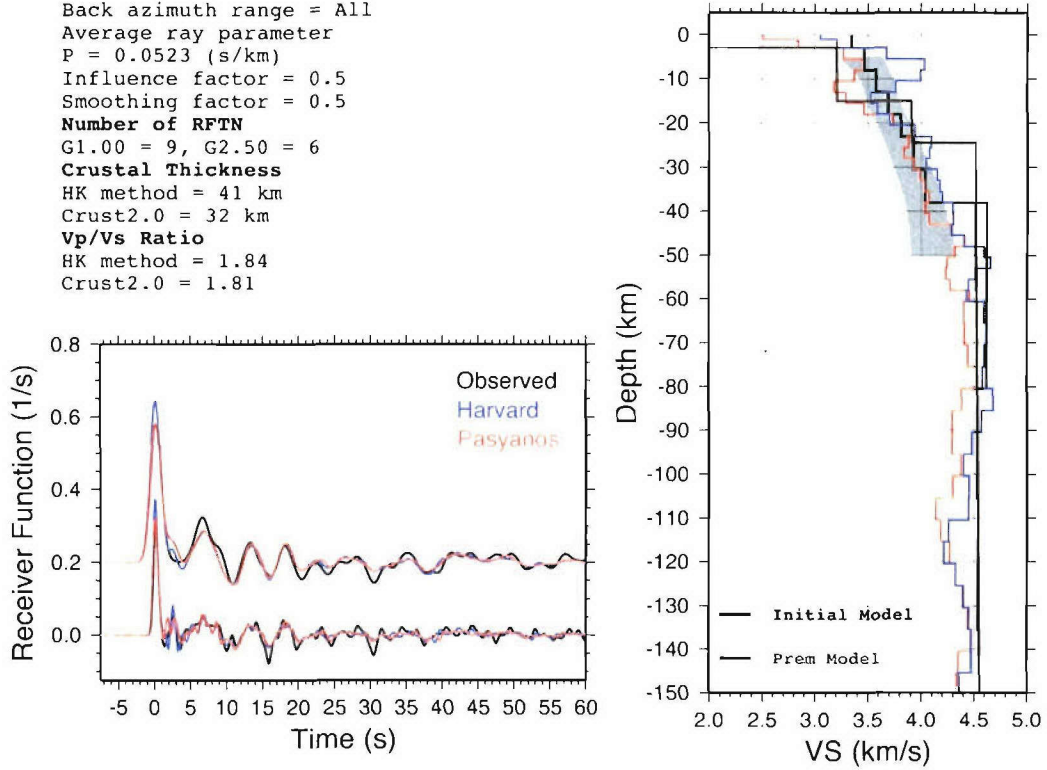 Back azimuth range = All
Average ray parameter
P = 0.0523 (s/km)
Influence factor = 0.5
Smoothing factor = 0.5
Number of RFTN
G1.00 = 9, G2.50 = 6
Crustal Thickness
HK method = 41 km
Crust2.0 = 32 km
Vp/Vs Ratio
HK method = 1.84
Crust2.0 = 1.81
0.8
0.6
0.4
0.2
0.0
Receiver Function (1/s)
Observed
Harvard
Pasyanos
-5 0 5 10 15 20 25 30 35 40 45 50 55 60
Time (s)
0
-10
-20
-30
-40
-50
-60
-70
-80
-90
-100
-110
-120
-130
-140
-150
Depth (km)
Initial Model
Prem Model
2.0 2.5 3.0 3.5 4.0 4.5 5.0
VS (km/s)